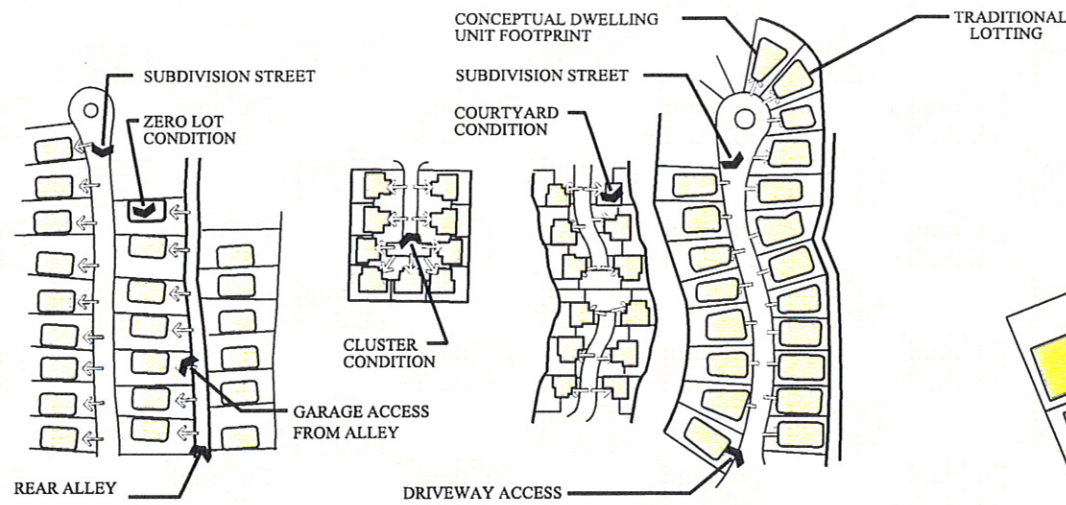 CONCEPTUAL DWELLING
UNIT FOOTPRINT
TRADITIONAL
LOTTING
SUBDIVISION STREET
SUBDIVISION STREET
ZERO LOT
CONDITION
COURTYARD
CONDITION
CLUSTER
CONDITION
GARAGE ACCESS
FROM ALLEY
REAR ALLEY
DRIVEWAY ACCESS